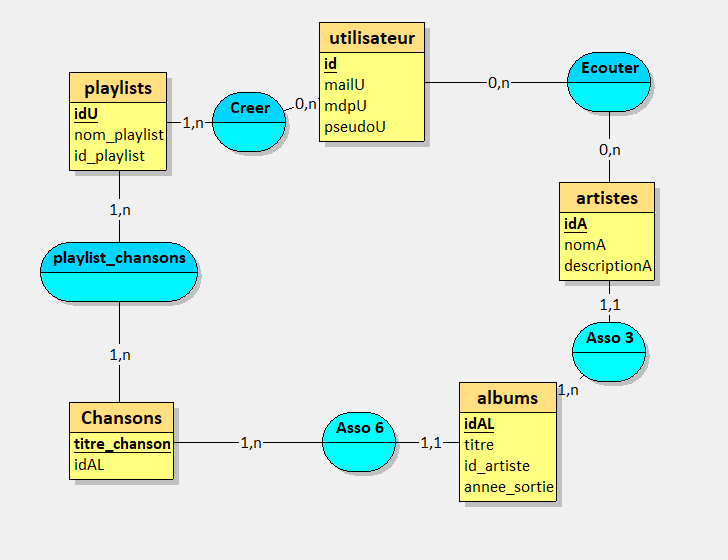 utilisateur
id
mailU
mdpU
pseudoU
0,n
Ecouter
playlists
idU
nom_playlist
id_playlist
1,n
Creer
0,n
0,n
artistes
idA
nomA
descriptionA
1,n
playlist_chansons
1,1
Asso 3
1,n
1,n
Chansons
titre_chanson
idAL
1,n
Asso 6
1,1
albums
idAL
titre
id_artiste
annee_sortie